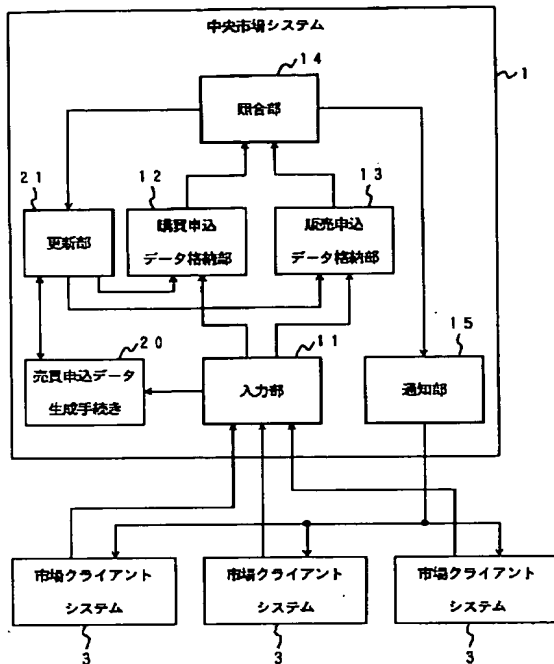 中央市場システム
1
14
照合部
21
12
13
更新部
購買申込
データ格納部
販売申込
データ格納部
20
11
15
売買申込データ
生成手続き
入力部
通知部
市場クライアント
システム
市場クライアント
システム
市場クライアント
システム
3
3
3